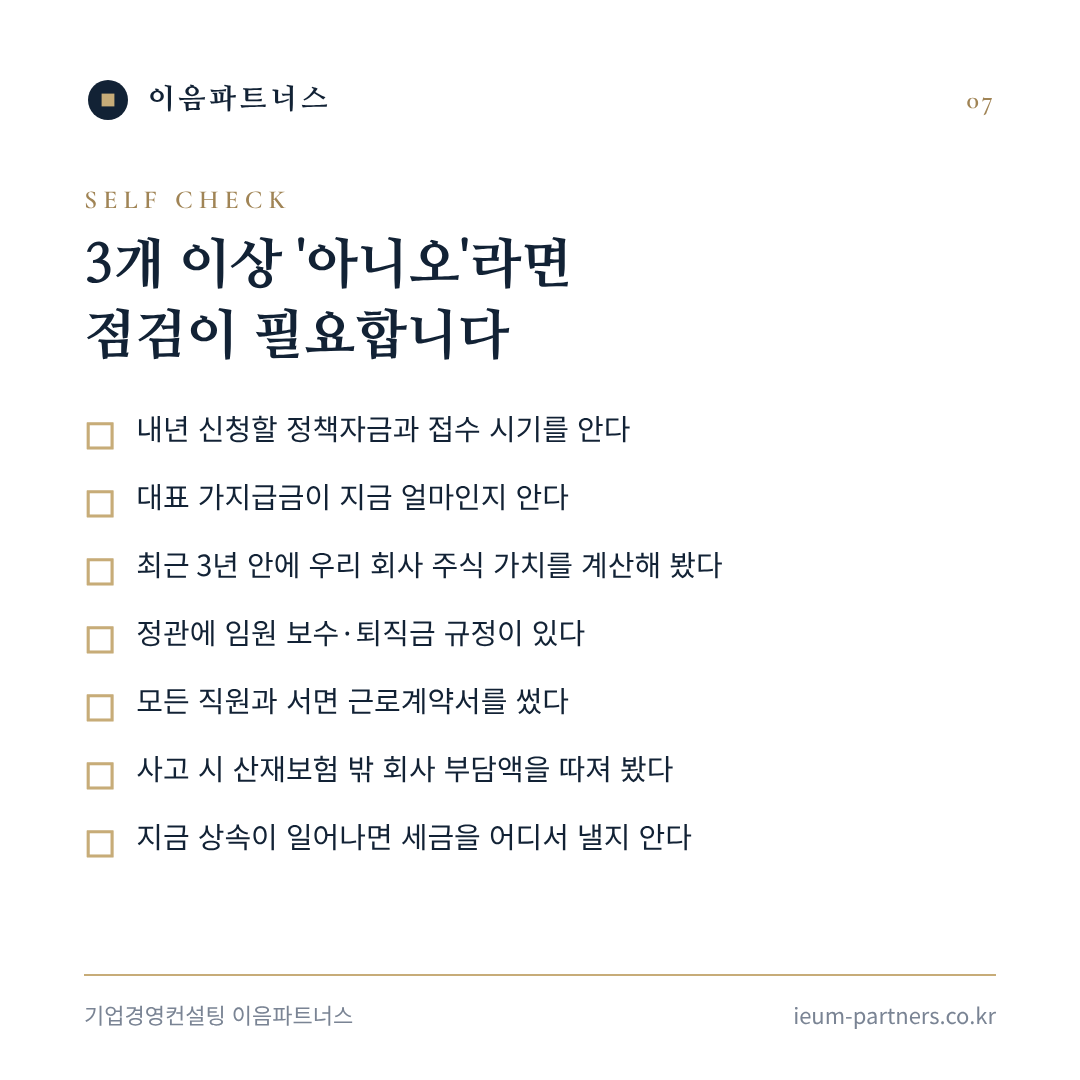 이음파트너스
07
SELF CHECK
3개 이상 '아니오'라면
점검이 필요합니다
내년 신청할 정책자금과 접수 시기를 안다
대표 가지급금이 지금 얼마인지 안다
최근 3년 안에 우리 회사 주식 가치를 계산해 봤다
정관에 임원 보수·퇴직금 규정이 있다
모든 직원과 서면 근로계약서를 썼다
사고 시 산재보험 밖 회사 부담액을 따져 봤다
지금 상속이 일어나면 세금을 어디서 낼지 안다
기업경영컨설팅 이음파트너스
ieum-partners.co.kr